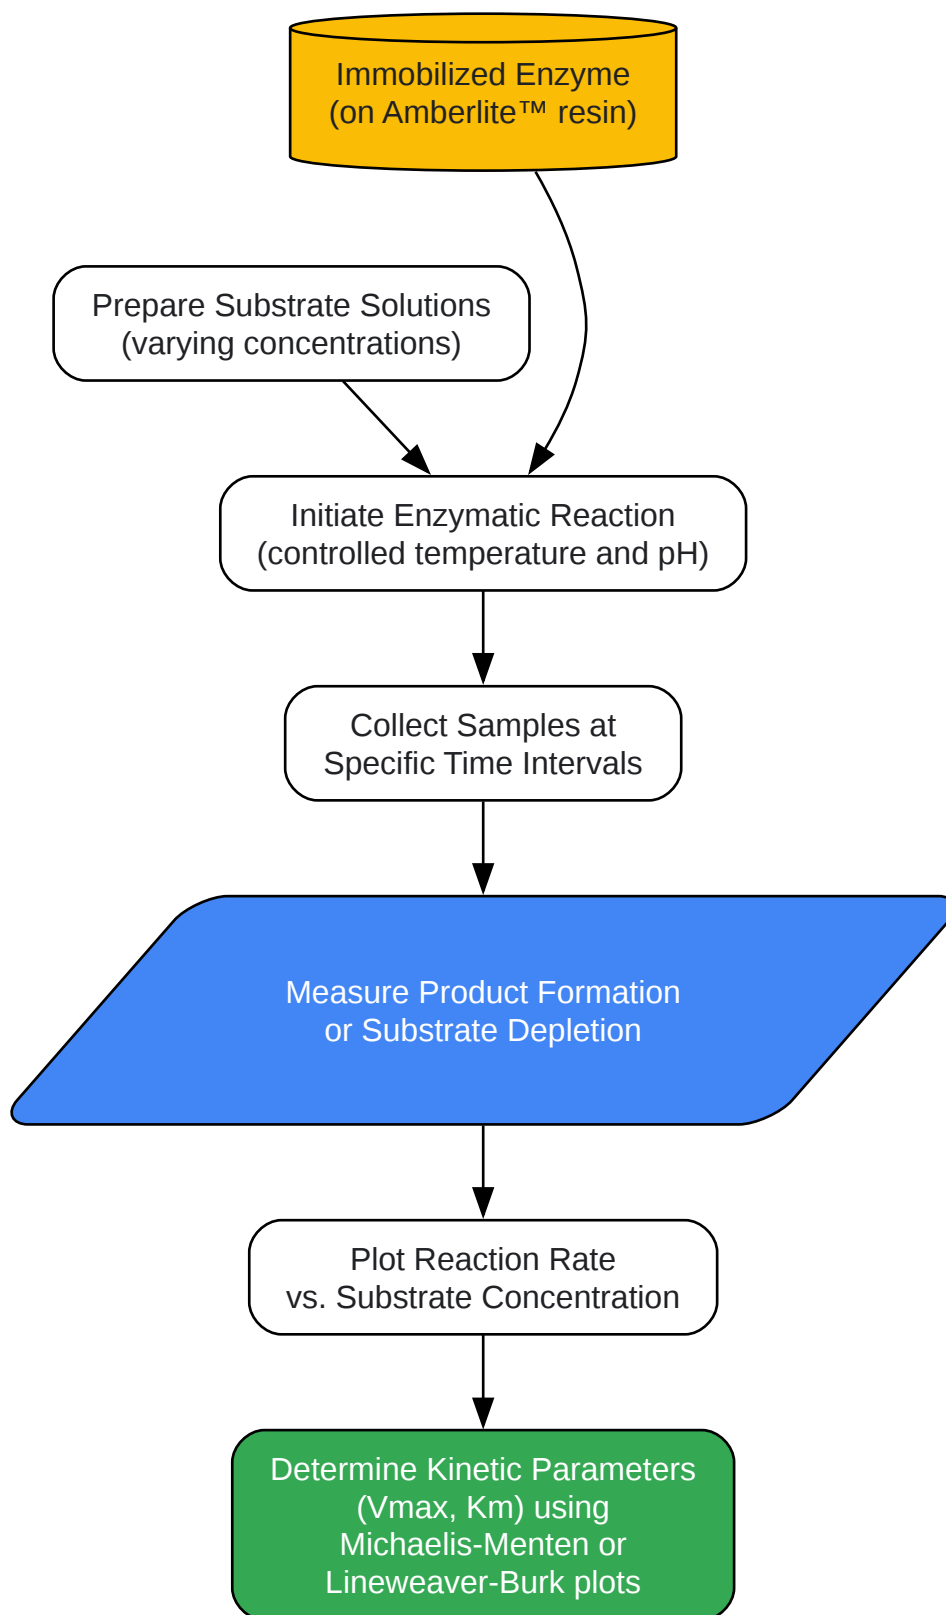 Immobilized Enzyme
(on Amberlite™ resin)
Prepare Substrate Solutions
(varying concentrations)
Initiate Enzymatic Reaction
(controlled temperature and pH)
Collect Samples at
Specific Time Intervals
Measure Product Formation
or Substrate Depletion
Plot Reaction Rate
vs. Substrate Concentration
Determine Kinetic Parameters
(Vmax, Km) using
Michaelis-Menten or
Lineweaver-Burk plots